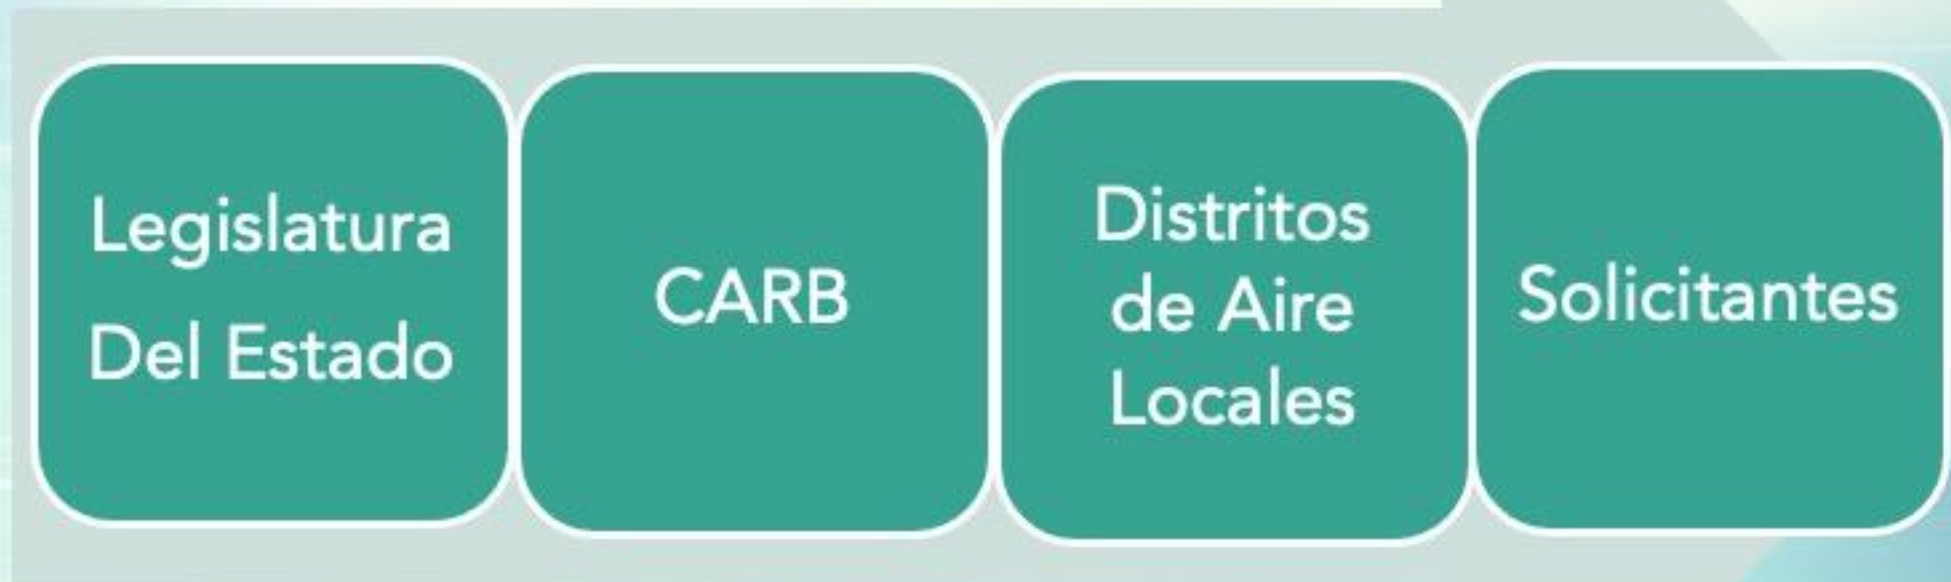 Legislatura
Del Estado
CARB
Distritos
de Aire
Locales
Solicitantes